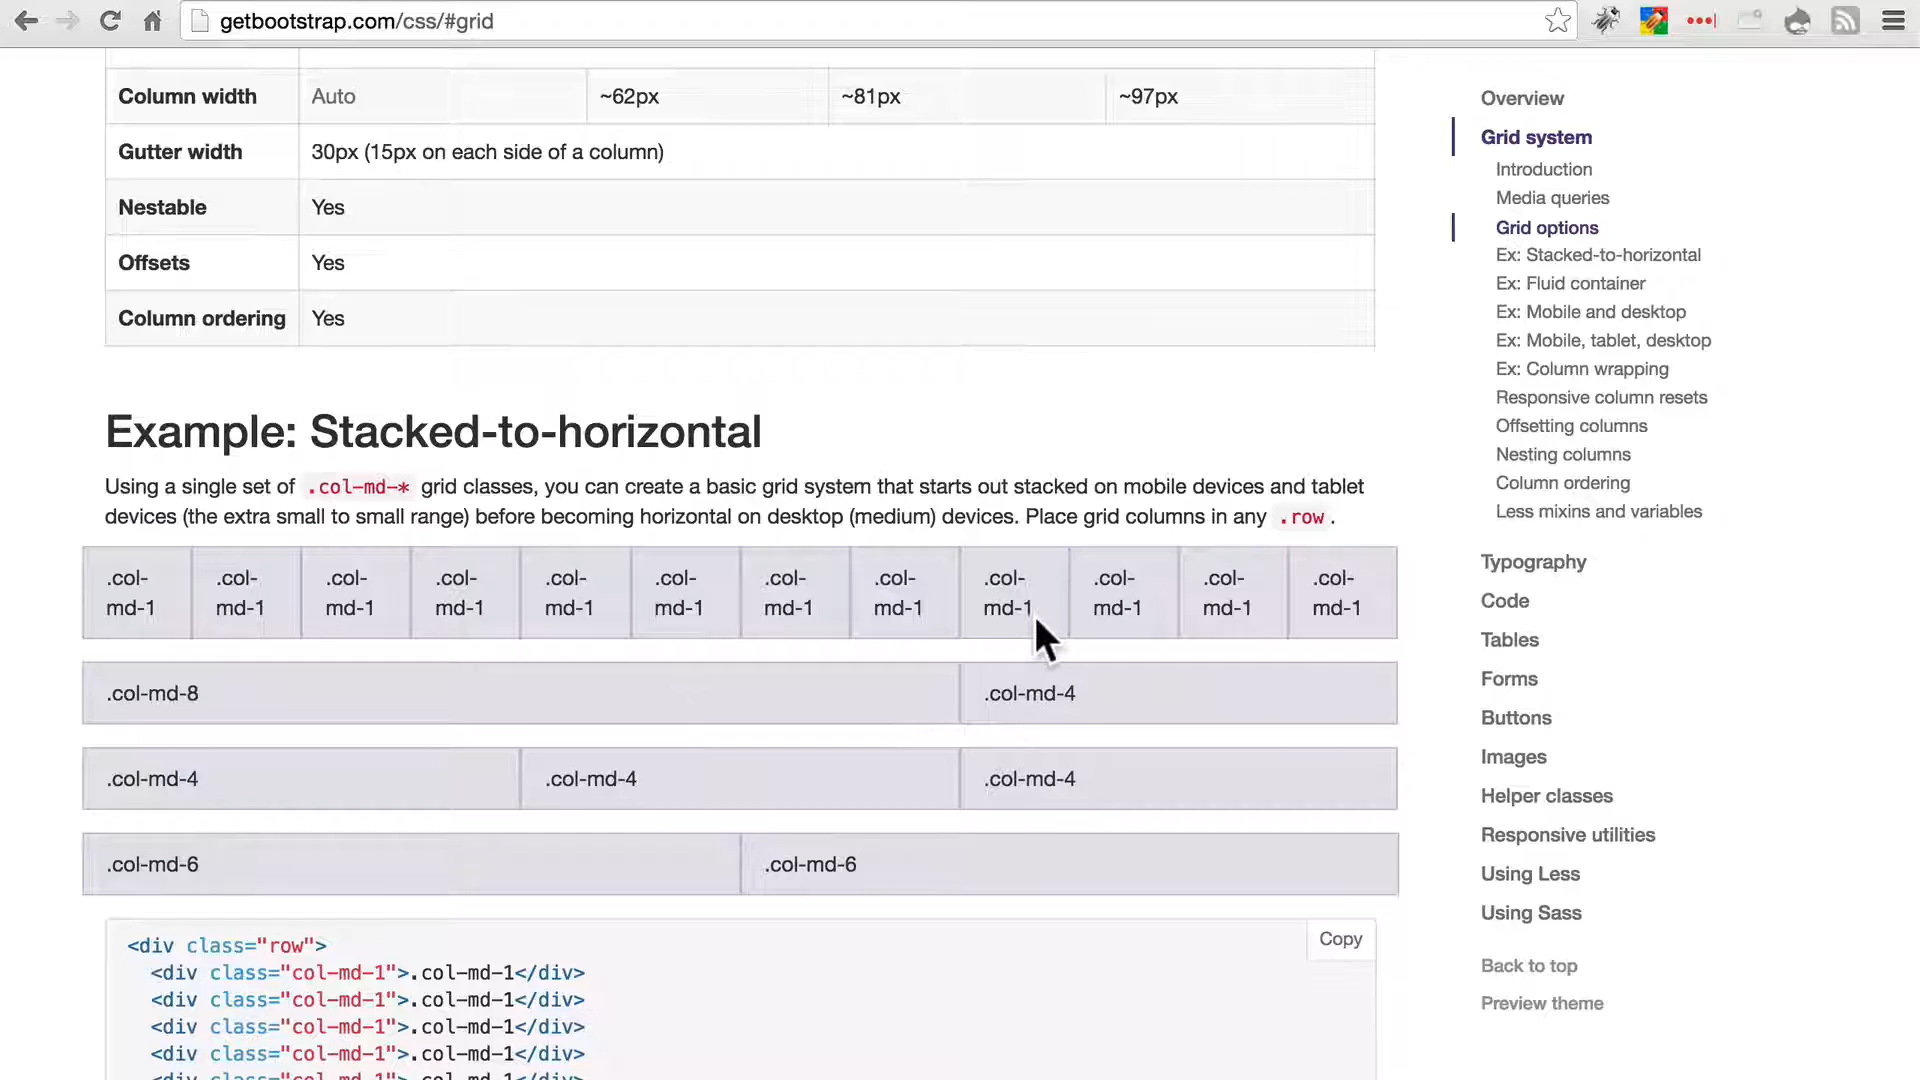 getbootstrap.com/css/#grid
Column width Auto ~62px ~81px ~97px
Gutter width 30px (15px on each side of a column)
Nestable Yes
Offsets Yes
Column ordering Yes
Example: Stacked-to-horizontal
Using a single set of .col-md-* grid classes, you can create a basic grid system that starts out stacked on mobile devices and tablet
devices (the extra small to small range) before becoming horizontal on desktop (medium) devices. Place grid columns in any .row .
.col- .col- .col- .col- .col- .col- .col- .col- .col- .col- .col- .col-
md-1 md-1 md-1 md-1 md-1 md-1 md-1 md-1 md-1 md-1 md-1 md-1
.col-md-8 .col-md-4
.col-md-4 .col-md-4 .col-md-4
.col-md-6 .col-md-6
Copy
<div class="row">
<div class="col-md-1">.col-md-1</div>
<div class="col-md-1">.col-md-1</div>
<div class="col-md-1">.col-md-1</div>
<div class="col-md-1">.col-md-1</div>
<div class="col-md-1">.col-md-1</div>
Overview
Grid system
Introduction
Media queries
Grid options
Ex: Stacked-to-horizontal
Ex: Fluid container
Ex: Mobile and desktop
Ex: Mobile, tablet, desktop
Ex: Column wrapping
Responsive column resets
Offsetting columns
Nesting columns
Column ordering
Less mixins and variables
Typography
Code
Tables
Forms
Buttons
Images
Helper classes
Responsive utilities
Using Less
Using Sass
Back to top
Preview theme